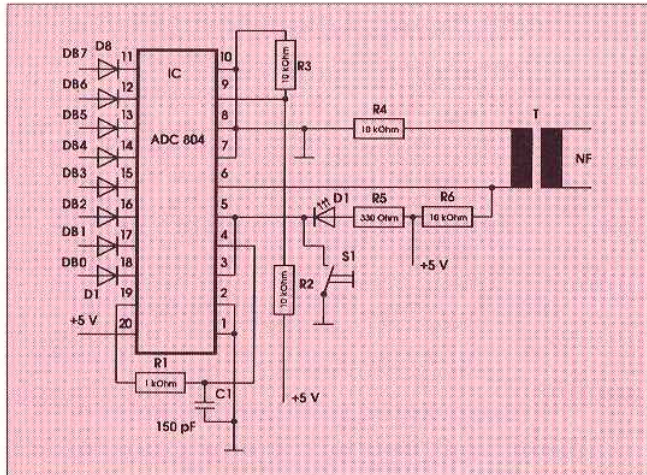 DB7 D8 11
DB6 12
DB5 13
DB4 14
DB3 15
DB2 16
DB1 17
DB0 18
D1 19
+5 V 20
IC
ADC 804
10
9
8
7
6
5
4
3
2
1
10 kOhm R3
R4
10 kOhm
T
NF
D1
R5
330 Ohm
R6
10 kOhm
+5 V
S1
10 kOhm R2
+5 V
R1
1 kOhm
C1
150 pF